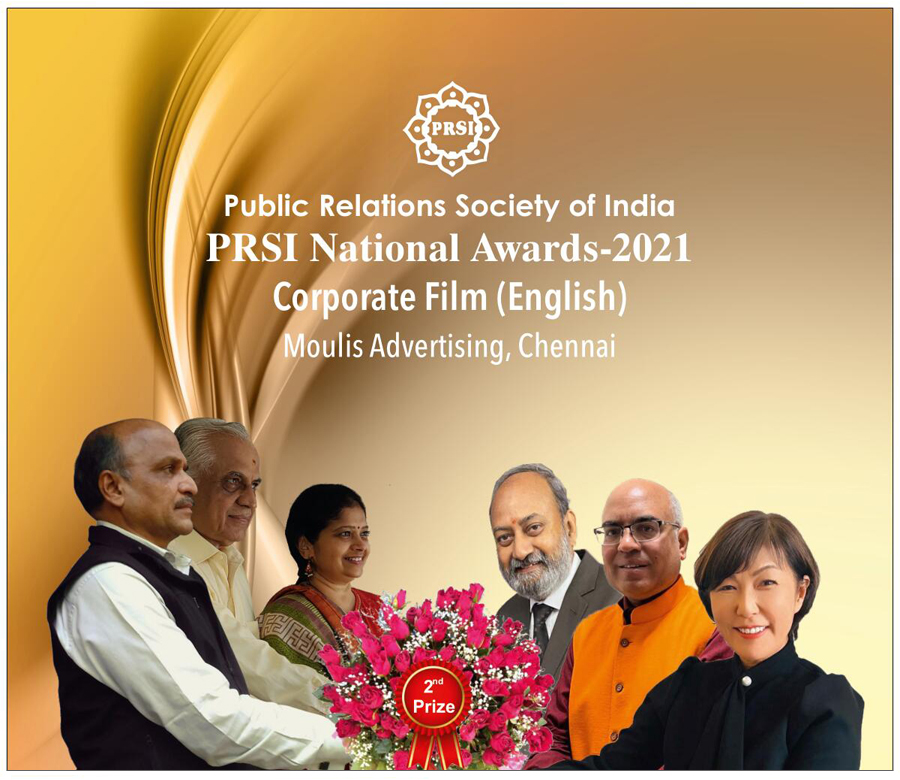 PRSI
Public Relations Society of India
PRSI National Awards-2021
Corporate Film (English)
Moulis Advertising, Chennai
2nd
Prize